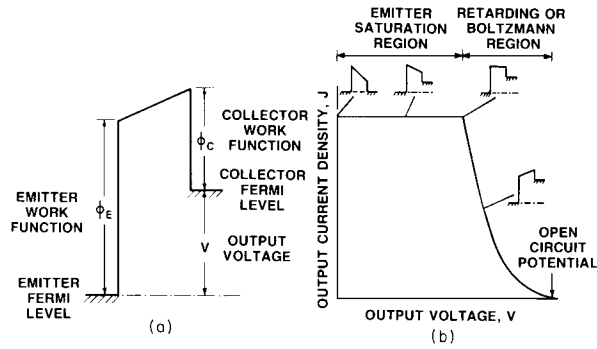 EMITTER
SATURATION
REGION
RETARDING OR
BOLTZMANN
REGION
COLLECTOR
WORK
FUNCTION
ϕC
COLLECTOR
FERMI
LEVEL
EMITTER
WORK
FUNCTION
ϕE
V
OUTPUT
VOLTAGE
EMITTER
FERMI
LEVEL
(a)
OUTPUT CURRENT DENSITY, J
OPEN
CIRCUIT
POTENTIAL
OUTPUT VOLTAGE, V
(b)